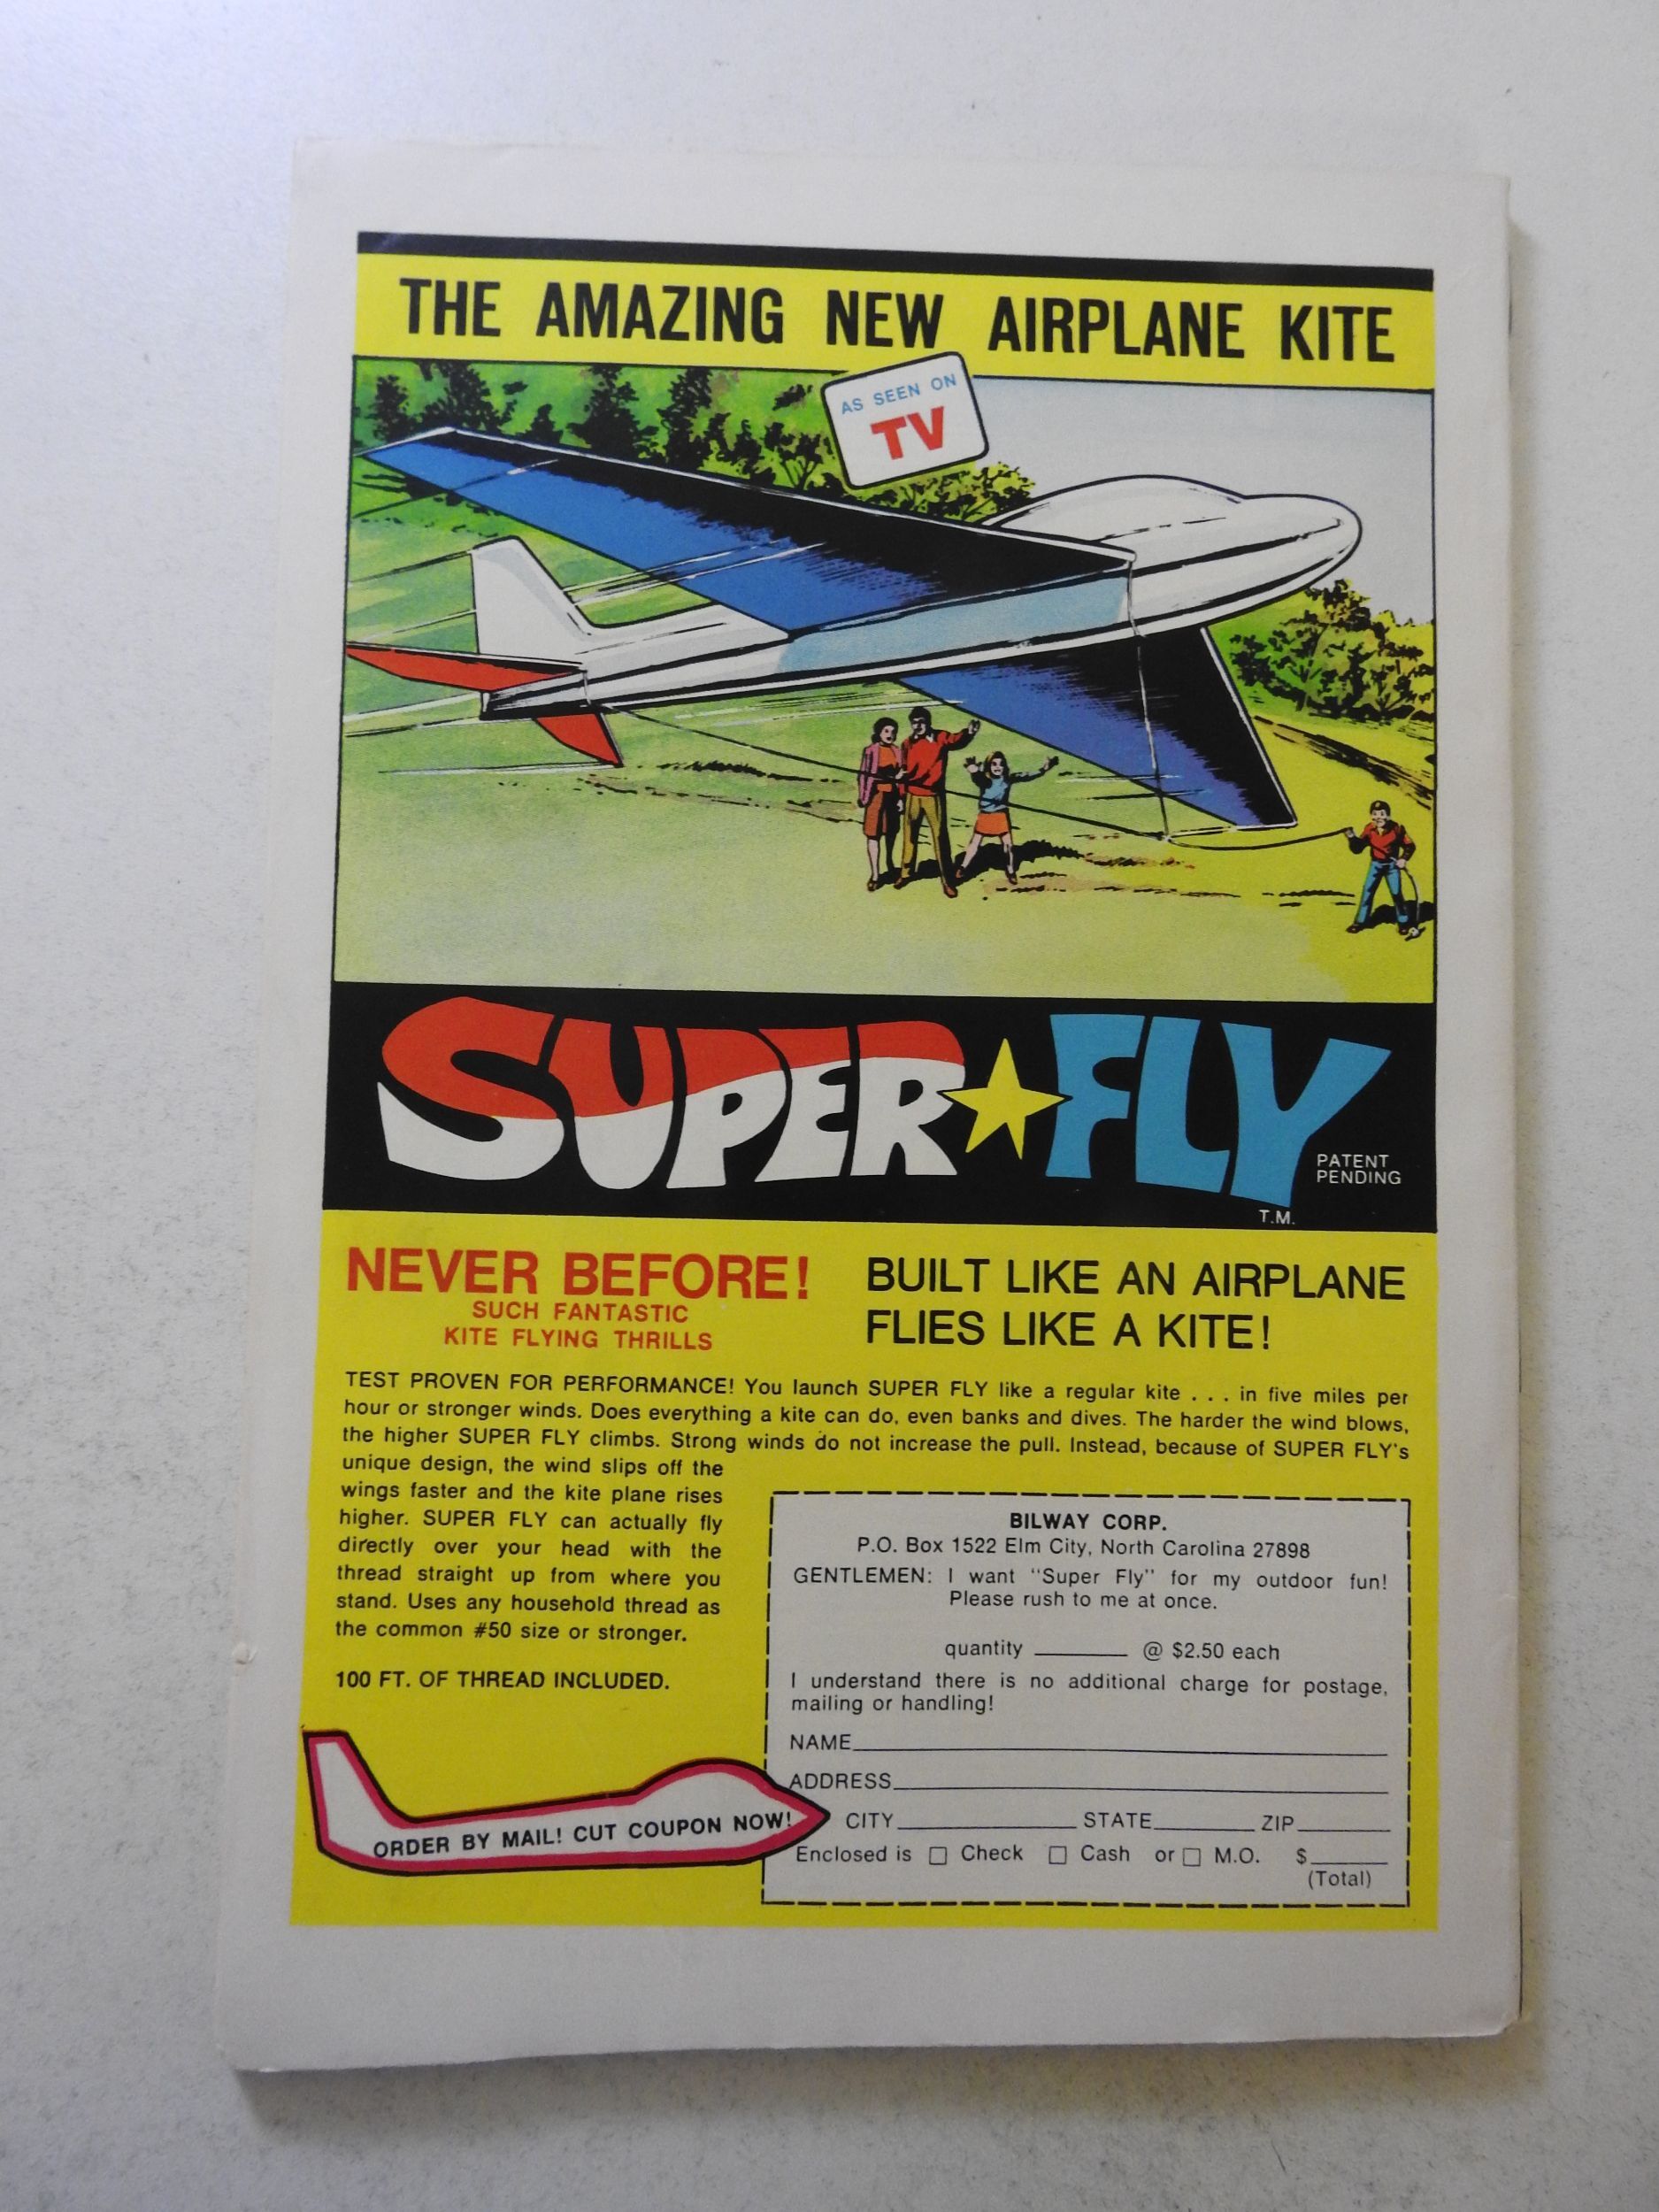 THE AMAZING NEW AIRPLANE KITE
AS SEEN ON
TV
SUPER FLY
PATENT
PENDING
T.M.
NEVER BEFORE!
SUCH FANTASTIC
KITE FLYING THRILLS
BUILT LIKE AN AIRPLANE
FLIES LIKE A KITE!
TEST PROVEN FOR PERFORMANCE! You launch SUPER FLY like a regular kite . . . in five miles per
hour or stronger winds. Does everything a kite can do, even banks and dives. The harder the wind blows,
the higher SUPER FLY climbs. Strong winds do not increase the pull. Instead, because of SUPER FLY's
unique design, the wind slips off the
wings faster and the kite plane rises
higher. SUPER FLY can actually fly
directly over your head with the
thread straight up from where you
stand. Uses any household thread as
the common #50 size or stronger.
100 FT. OF THREAD INCLUDED.
ORDER BY MAIL! CUT COUPON NOW!
BILWAY CORP.
P.O. Box 1522 Elm City, North Carolina 27898
GENTLEMEN: I want "Super Fly" for my outdoor fun!
Please rush to me at once.
quantity ________ @ $2.50 each
I understand there is no additional charge for postage,
mailing or handling!
NAME________
ADDRESS________
CITY________ STATE________ ZIP________
Enclosed is □ Check □ Cash or □ M.O. $________
(Total)